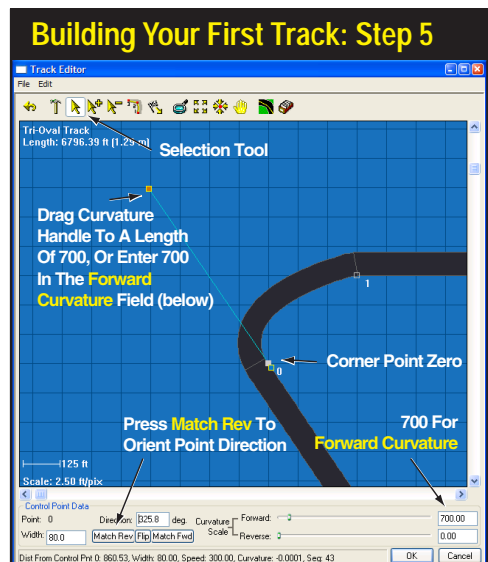 Building Your First Track: Step 5
Track Editor
File Edit
Tri-Oval Track
Length: 6796.39 ft (1.29 m)
Selection Tool
Drag Curvature
Handle To A Length
Of 700, Or Enter 700
In The Forward
Curvature Field (below)
1
0
Corner Point Zero
Press Match Rev To
Orient Point Direction
700 For
Forward Curvature
125 ft
Scale: 2.50 ft/pix
Control Point Data
Point: 0 Direction: 325.8 deg. Curvature Scale Forward: 700.00
Width: 80.0 Match Rev Flip Match Fwd Reverse: 0.00
Dist From Control Pnt 0: 860.53, Width: 80.00, Speed: 300.00, Curvature: -0.0001, Seg: 43 OK Cancel